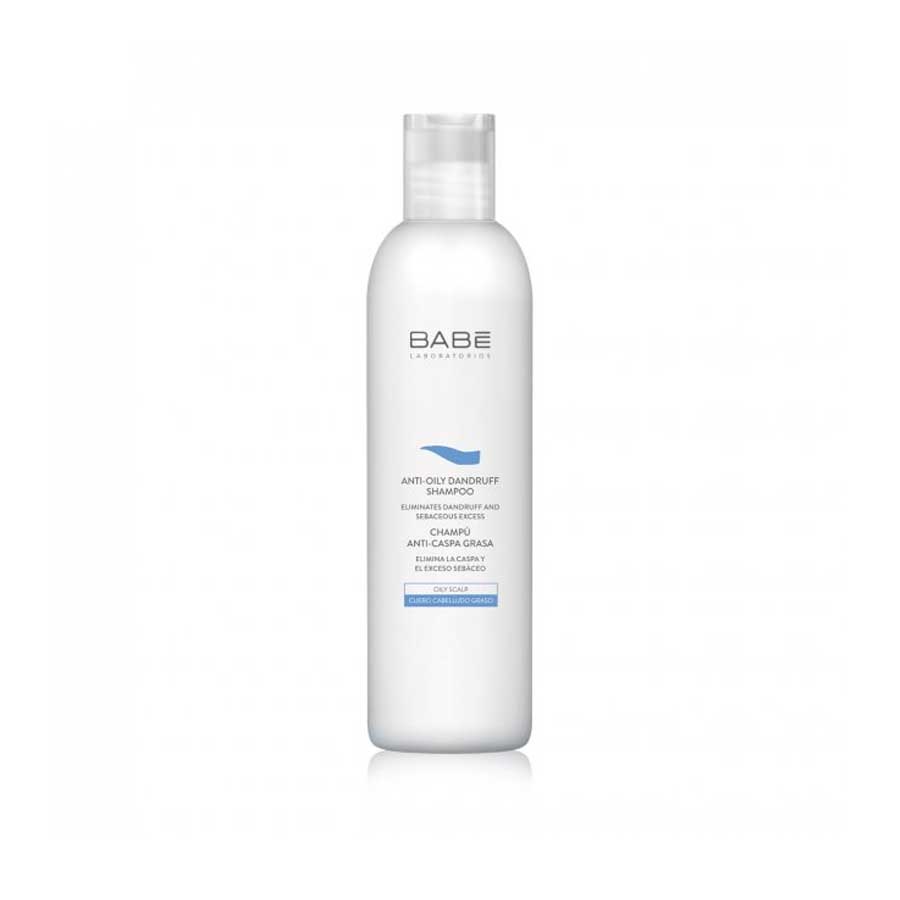 BABĒ
LABORATORIOS
ANTI-OILY DANDRUFF
SHAMPOO
ELIMINATES DANDRUFF AND
SEBACEOUS EXCESS
CHAMPÚ
ANTI-CASPA GRASA
ELIMINA LA CASPA Y
EL EXCESO SEBÁCEO
OILY SCALP
CUERO CABELLUDO GRASO